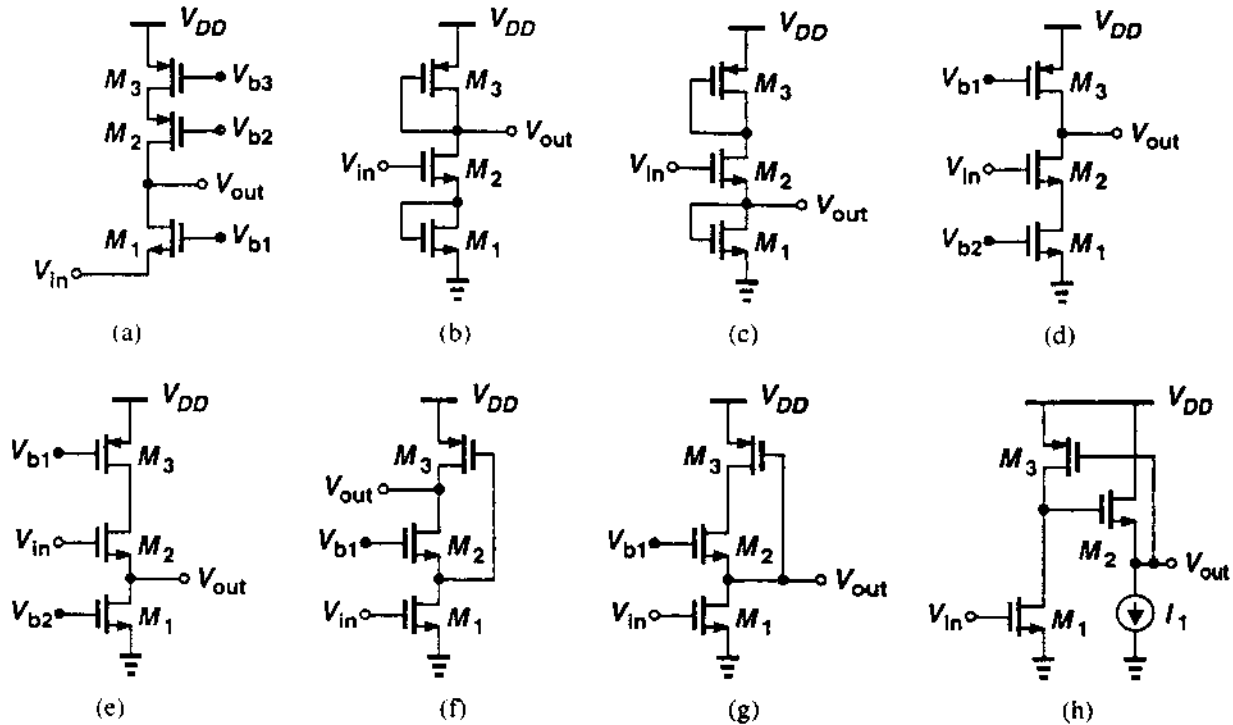 V_DD
M_3
V_b3
M_2
V_b2
V_out
M_1
V_b1
V_in
(a)
V_DD
M_3
V_out
V_in
M_2
M_1
(b)
V_DD
M_3
V_in
M_2
V_out
M_1
(c)
V_DD
V_b1
M_3
V_out
V_in
M_2
V_b2
M_1
(d)
V_DD
V_b1
M_3
V_in
M_2
V_out
V_b2
M_1
(e)
V_DD
M_3
V_out
V_b1
M_2
V_in
M_1
(f)
V_DD
M_3
V_b1
M_2
V_out
V_in
M_1
(g)
V_DD
M_3
M_2
V_out
V_in
M_1
I_1
(h)